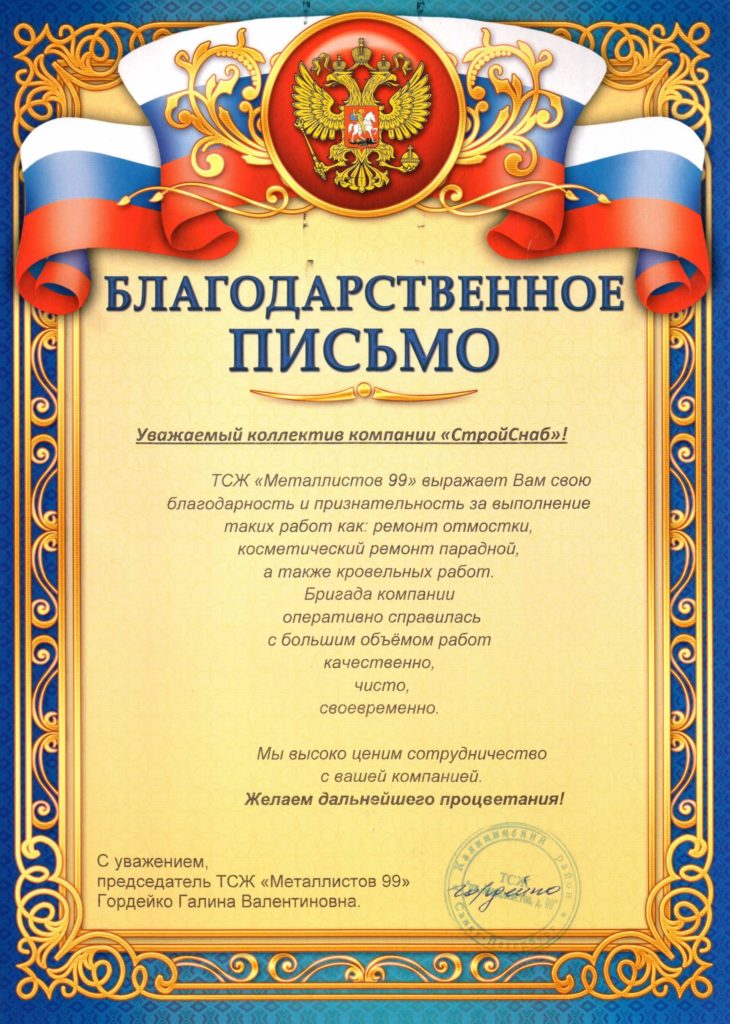 БЛАГОДАРСТВЕННОЕ
ПИСЬМО
Уважаемый коллектив компании «СтройСнаб»!
ТСЖ «Металлистов 99» выражает Вам свою
благодарность и признательность за выполнение
таких работ как: ремонт отмостки,
косметический ремонт парадной,
а также кровельных работ.
Бригада компании
оперативно справилась
с большим объёмом работ
качественно,
чисто,
своевременно.
Мы высоко ценим сотрудничество
с вашей компанией.
Желаем дальнейшего процветания!
С уважением,
председатель ТСЖ «Металлистов 99»
Гордейко Галина Валентиновна.
Калининский район
ТСЖ
Санкт-Петербург
Гордейко